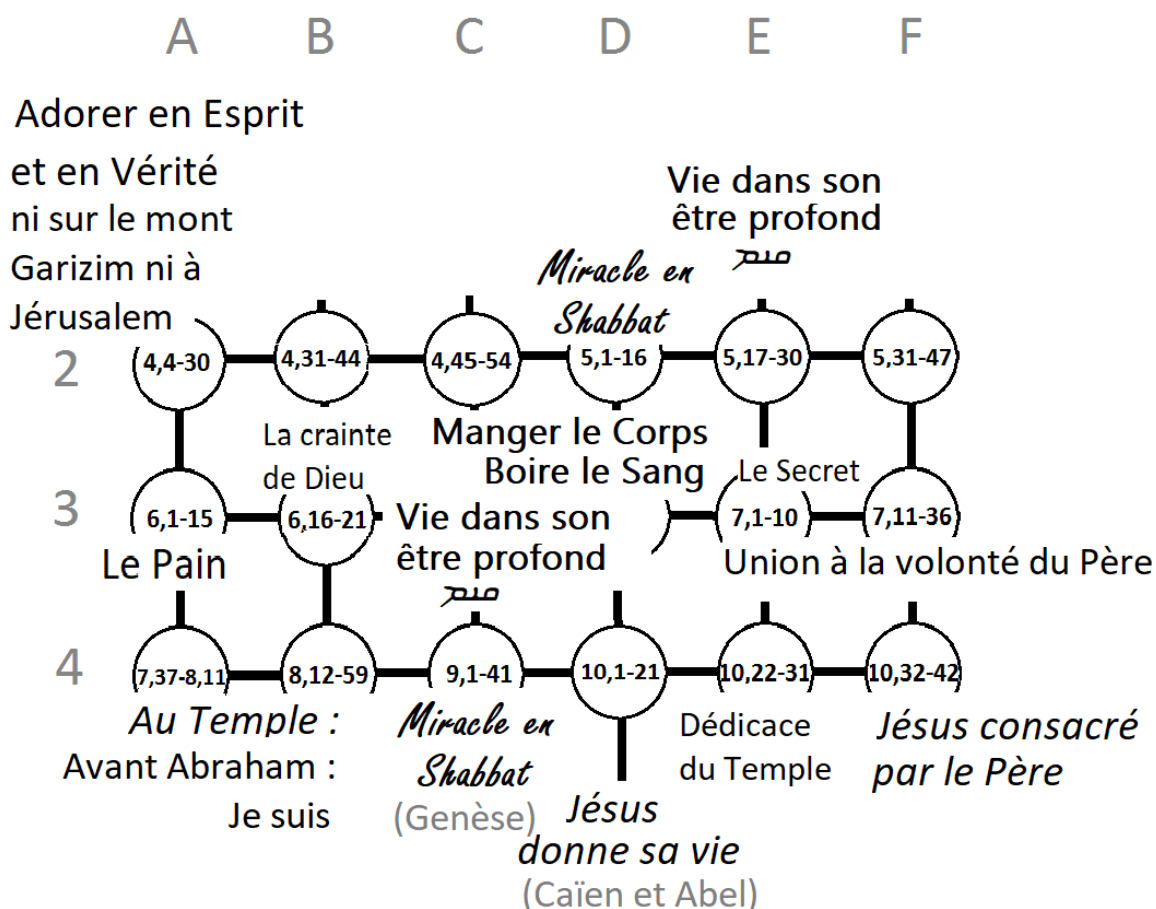 A B C D E F
Adorer en Esprit
et en Vérité
ni sur le mont
Garizim ni à
Jérusalem
Vie dans son
être profond
Miracle en
Shabbat
2
4,4-30
4,31-44
4,45-54
5,1-16
5,17-30
5,31-47
La crainte
de Dieu
Manger le Corps
Boire le Sang
Le Secret
3
6,1-15
6,16-21
7,1-10
7,11-36
Le Pain
Vie dans son
être profond
Union à la volonté du Père
4
7,37-8,11
8,12-59
9,1-41
10,1-21
10,22-31
10,32-42
Au Temple :
Avant Abraham :
Je suis
Miracle en
Shabbat
(Genèse)
Jésus
donne sa vie
(Caïen et Abel)
Dédicace
du Temple
Jésus consacré
par le Père